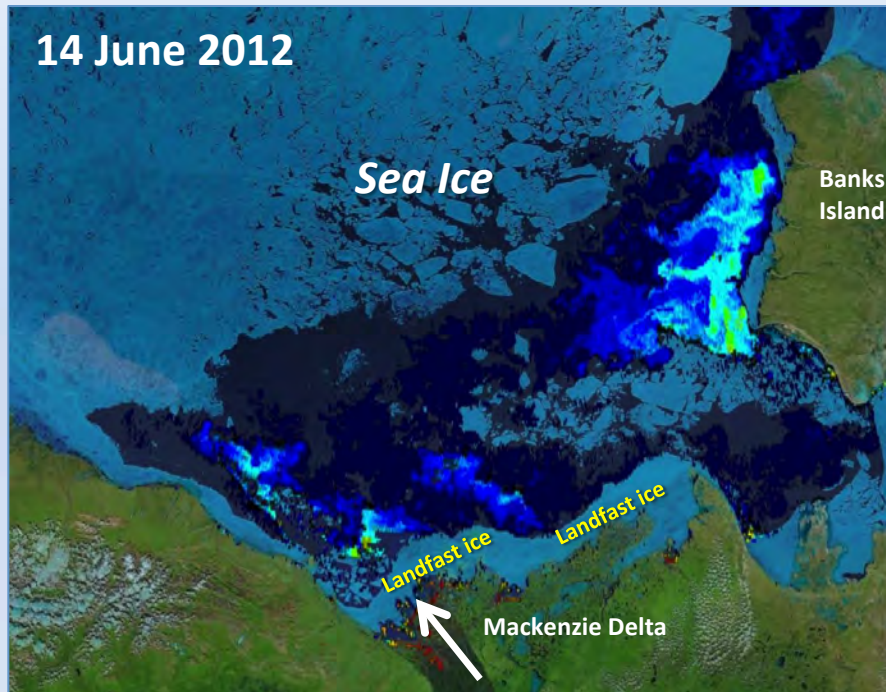 14 June 2012
Sea Ice
Banks
Island
Landfast ice
Landfast ice
Mackenzie Delta